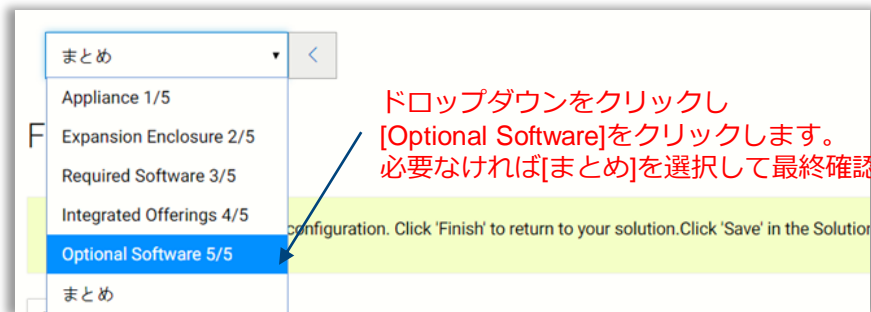 まとめ
<
Appliance 1/5
ドロップダウンをクリックし
F
Expansion Enclosure 2/5
[Optional Software]をクリックします。
Required Software 3/5
必要なければ[まとめ]を選択して最終確認
Integrated Offerings 4/5
configuration. Click 'Finish' to return to your solution.Click 'Save' in the Solution
Optional Software 5/5
まとめ